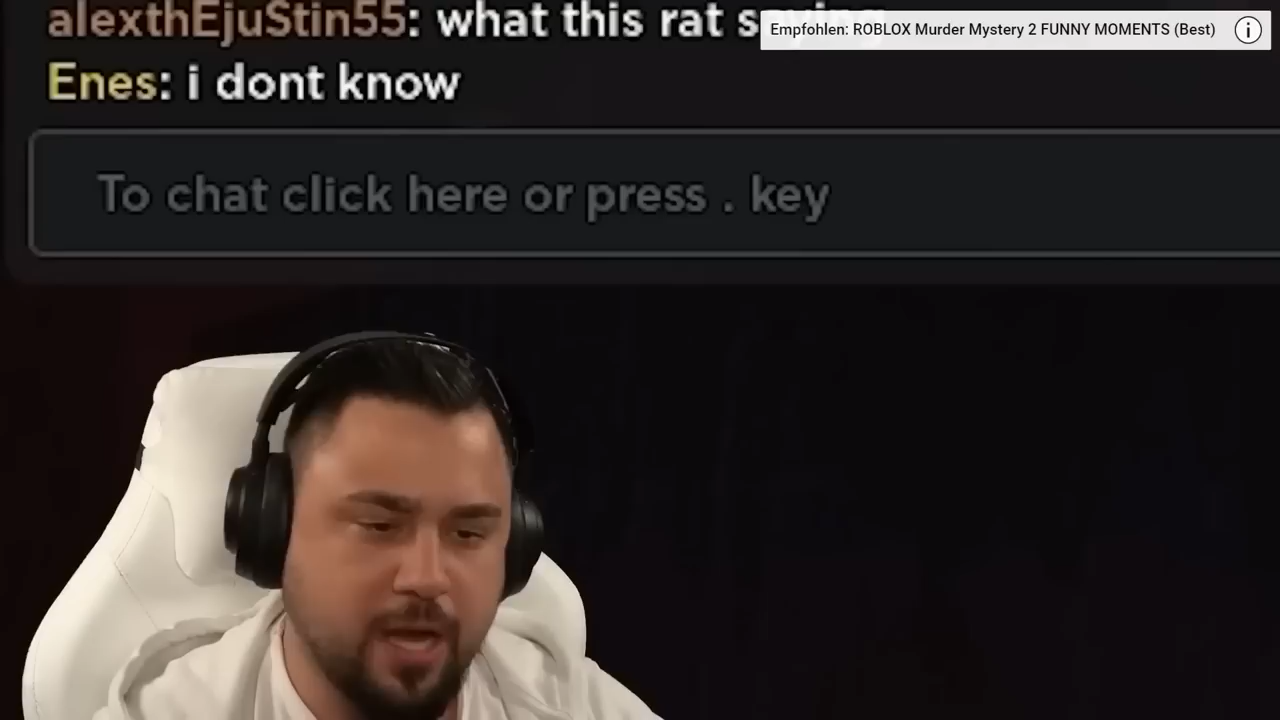 alexthEjuStin55: what this rat saying
Empfohlen: ROBLOX Murder Mystery 2 FUNNY MOMENTS (Best)
Enes: i dont know
To chat click here or press . key